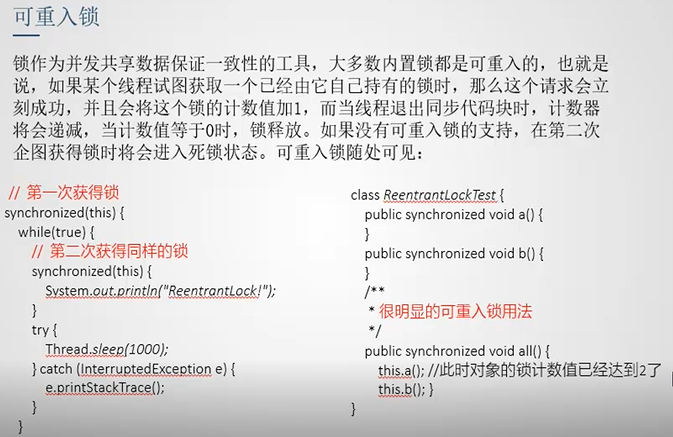 可重入锁
锁作为并发共享数据保证一致性的工具，大多数内置锁都是可重入的，也就是
说，如果某个线程试图获取一个已经由它自己持有的锁时，那么这个请求会立
刻成功，并且会将这个锁的计数值加1，而当线程退出同步代码块时，计数器
将会递减，当计数值等于0时，锁释放。如果没有可重入锁的支持，在第二次
企图获得锁时将会进入死锁状态。可重入锁随处可见：
// 第一次获得锁
synchronized(this) {
while(true) {
// 第二次获得同样的锁
synchronized(this) {
System.out.println("ReentrantLock!");
}
try {
Thread.sleep(1000);
} catch (InterruptedException e) {
e.printStackTrace();
}
}
class ReentrantLockTest {
public synchronized void a() {
}
public synchronized void b() {
}
/**
* 很明显的可重入锁用法
*/
public synchronized void all() {
this.a(); //此时对象的锁计数值已经达到2了
this.b(); }
}